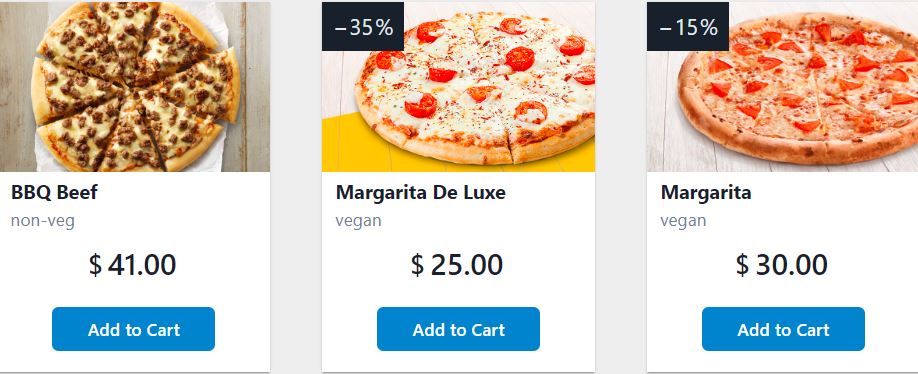 BBQ Beef
non-veg
$ 41.00
Add to Cart
−35%
Margarita De Luxe
vegan
$ 25.00
Add to Cart
−15%
Margarita
vegan
$ 30.00
Add to Cart